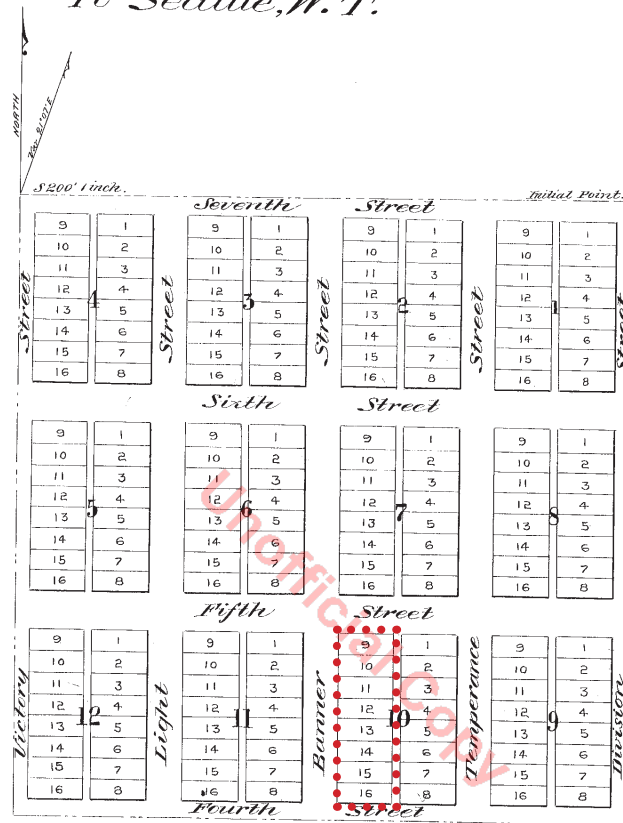 To Seattle, W. T.
NORTH
Var. 21°07'E
S 200' 1 inch.
Initial Point.
Seventh Street
9 1 9 1 9 1 9 1
10 2 10 2 10 2 10 2
11 3 11 3 11 3 11 3
12 4 12 4 12 4 12 4
4 3 2 1
13 5 13 5 13 5 13 5
14 6 14 6 14 6 14 6
15 7 15 7 15 7 15 7
16 8 16 8 16 8 16 8
Street Street Street Street Street
Sixth Street
9 1 9 1 9 1 9 1
10 2 10 2 10 2 10 2
11 3 11 3 11 3 11 3
12 4 12 4 12 4 12 4
5 6 7 8
13 5 13 5 13 5 13 5
14 6 14 6 14 6 14 6
15 7 15 7 15 7 15 7
16 8 16 8 16 8 16 8
Unofficial Copy
Fifth Street
9 1 9 1 9 1 9 1
10 2 10 2 10 2 10 2
11 3 11 3 11 3 11 3
12 4 12 4 12 4 12 4
12 11 10 9
13 5 13 5 13 5 13 5
14 6 14 6 14 6 14 6
15 7 15 7 15 7 15 7
16 8 16 8 16 8 16 8
Victory Light Banner Temperance Division
Fourth Street